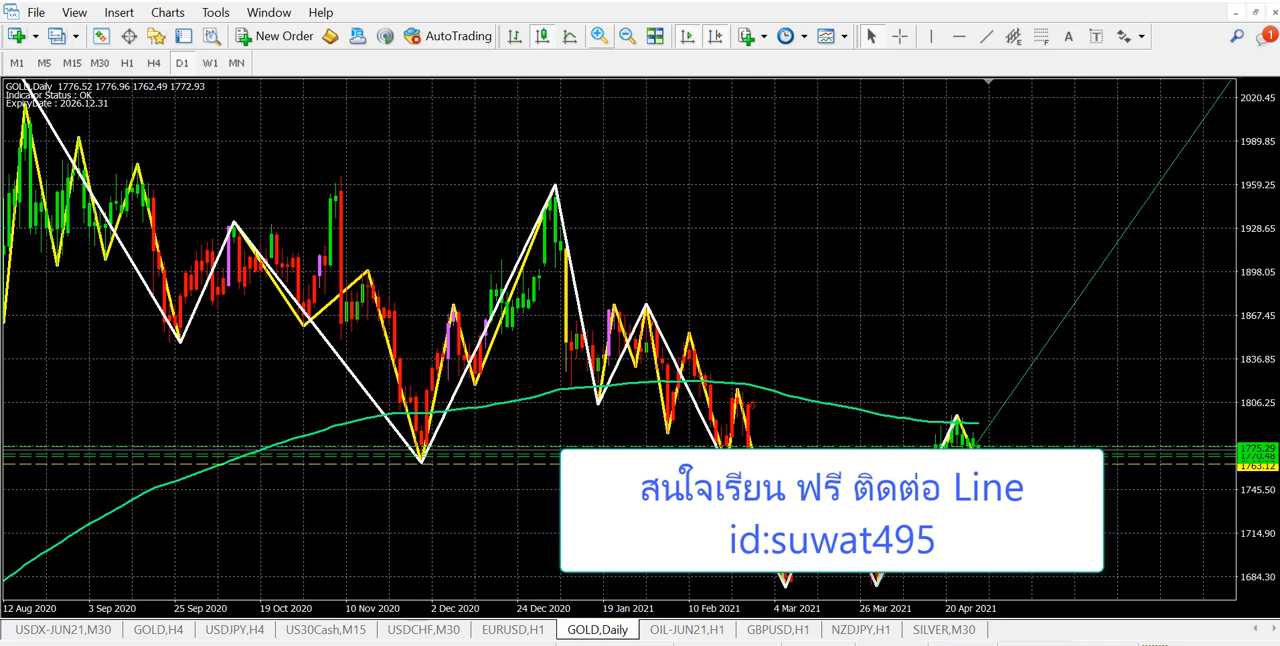 File View Insert Charts Tools Window Help
New Order AutoTrading A T 1
M1 M5 M15 M30 H1 H4 D1 W1 MN
GOLD,Daily 1776.52 1776.96 1762.49 1772.93
Indicator Status : OK
ExpiryDate : 2026.12.31
2020.45
1989.85
1959.25
1928.65
1898.05
1867.45
1836.85
1806.25
1775.29
1770.48
1763.12
สนใจเรียน ฟรี ติดต่อ Line
id:suwat495
1745.50
1714.90
1684.30
12 Aug 2020 3 Sep 2020 25 Sep 2020 19 Oct 2020 10 Nov 2020 2 Dec 2020 24 Dec 2020 19 Jan 2021 10 Feb 2021 4 Mar 2021 26 Mar 2021 20 Apr 2021
USDX-JUN21,M30 GOLD,H4 USDJPY,H4 US30Cash,M15 USDCHF,M30 EURUSD,H1 GOLD,Daily OIL-JUN21,H1 GBPUSD,H1 NZDJPY,H1 SILVER,M30